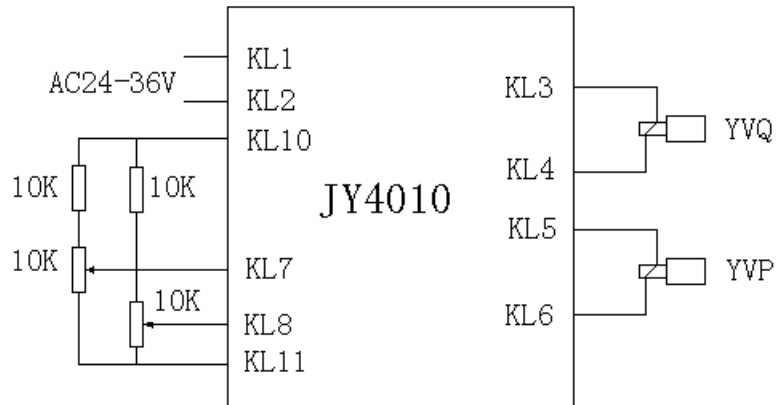 KL1
AC24-36V
KL2
KL10
10K
10K
10K
KL7
10K
KL8
KL11
JY4010
KL3
YVQ
KL4
KL5
YVP
KL6